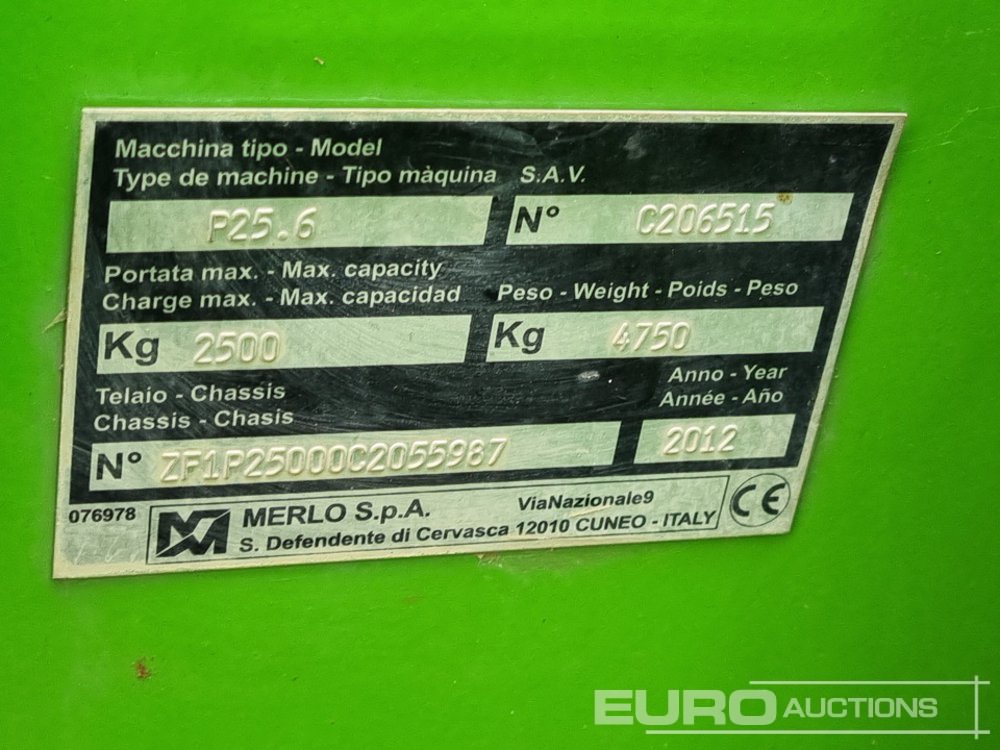 Macchina tipo - Model
Type de machine - Tipo màquina S.A.V.
P25.6 N° C206515
Portata max. - Max. capacity
Charge max. - Max. capacidad Peso - Weight - Poids - Peso
Kg 2500 Kg 4750
Telaio - Chassis Anno - Year
Chassis - Chasis Année - Año
N° ZF1P25000C2055987 2012
076978 MERLO S.p.A. ViaNazionale9 CE
S. Defendente di Cervasca 12010 CUNEO - ITALY
EURO AUCTIONS